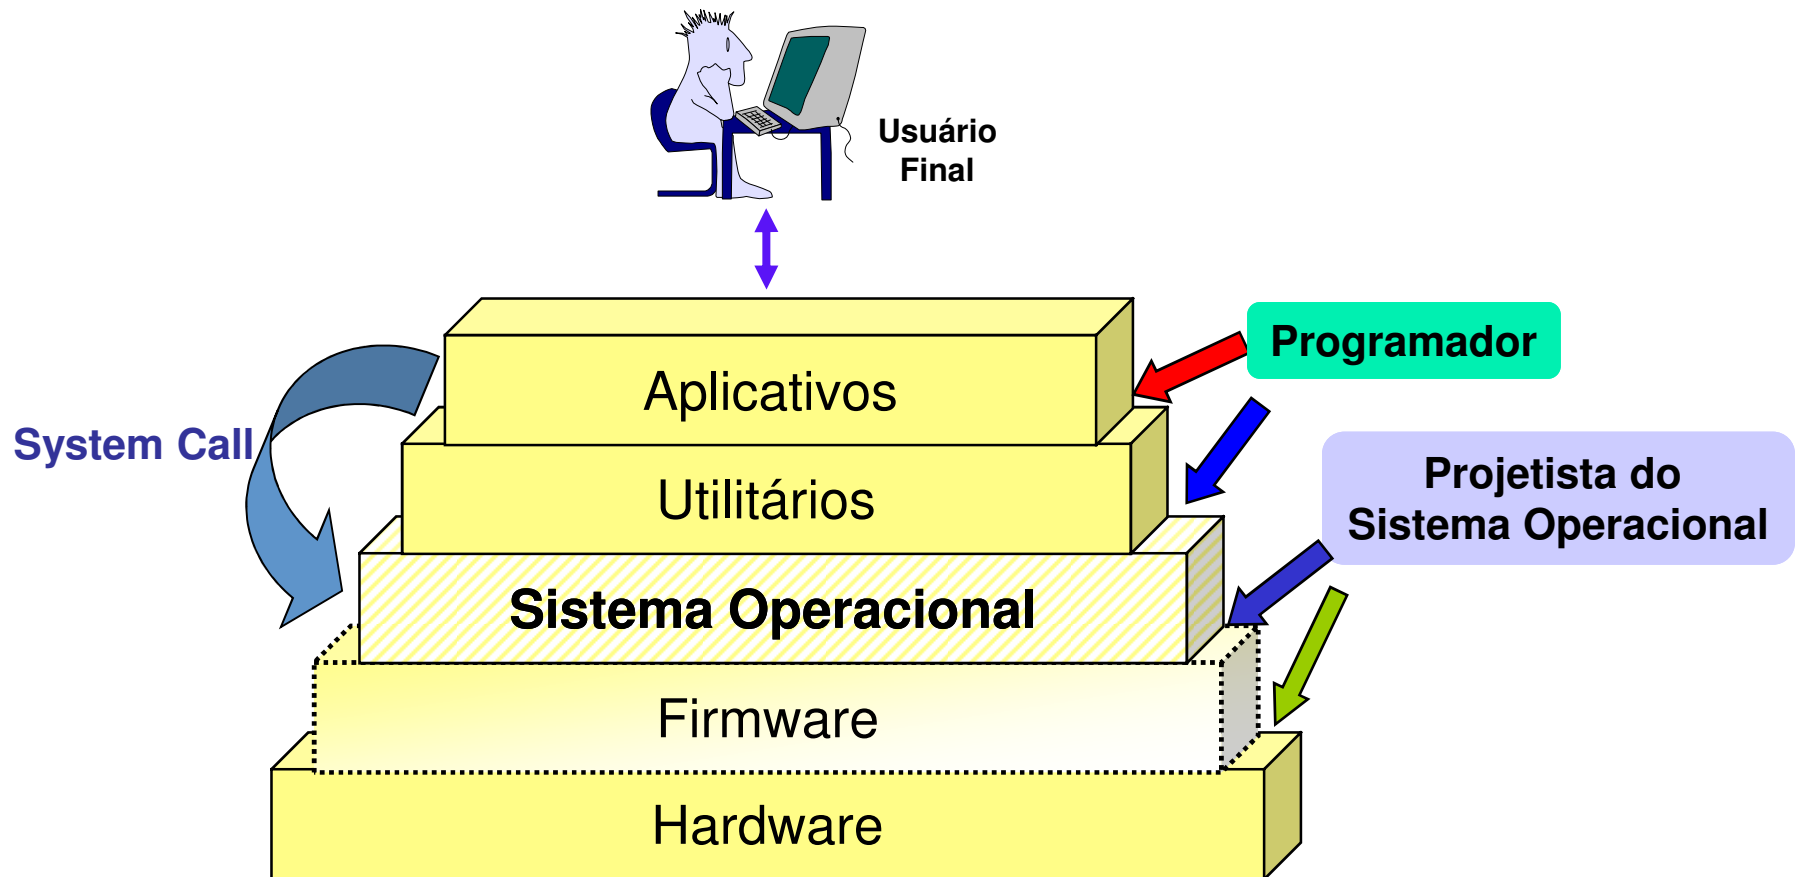 Usuário
Final
Programador
Aplicativos
System Call
Projetista do
Sistema Operacional
Utilitários
Sistema Operacional
Firmware
Hardware